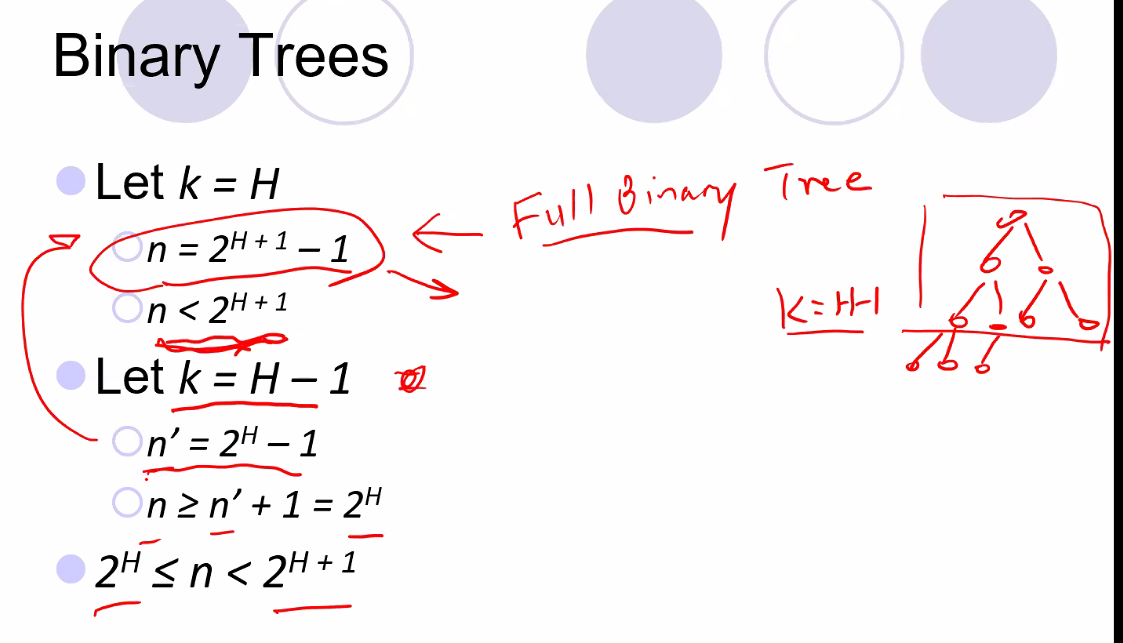 Binary Trees
Let k = H
Full Binary Tree
n = 2^{H + 1} – 1
n < 2^{H + 1}
k = H-1
Let k = H – 1
n’ = 2^{H} – 1
n ≥ n’ + 1 = 2^{H}
2^{H} ≤ n < 2^{H + 1}